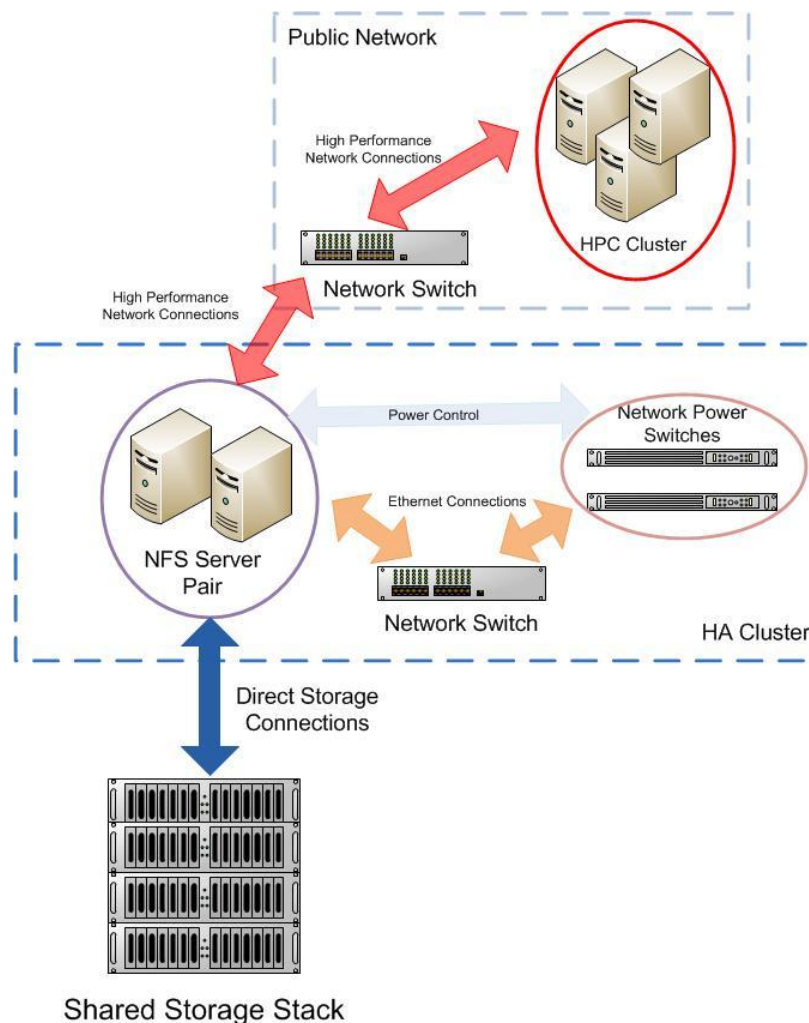 Public Network
High Performance
Network Connections
HPC Cluster
Network Switch
High Performance
Network Connections
Power Control
Network Power
Switches
Ethernet Connections
NFS Server
Pair
Network Switch
HA Cluster
Direct Storage
Connections
Shared Storage Stack